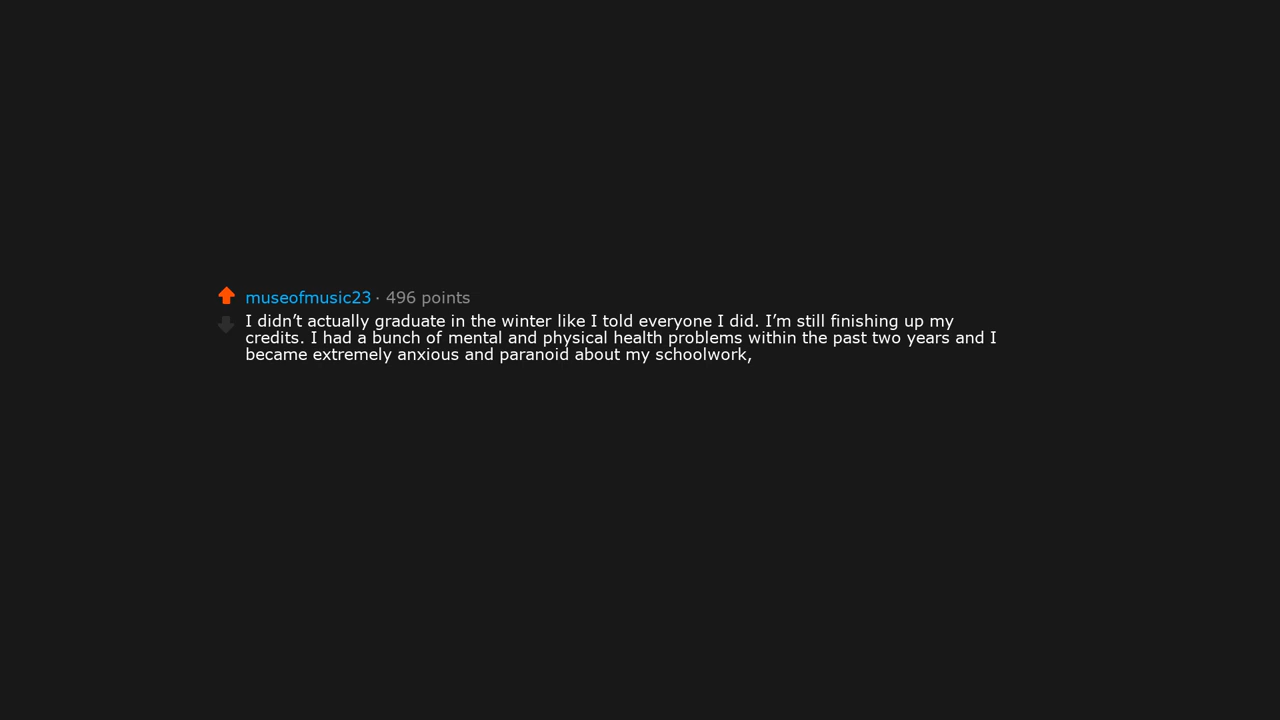 museofmusic23 · 496 points
I didn’t actually graduate in the winter like I told everyone I did. I’m still finishing up my
credits. I had a bunch of mental and physical health problems within the past two years and I
became extremely anxious and paranoid about my schoolwork,